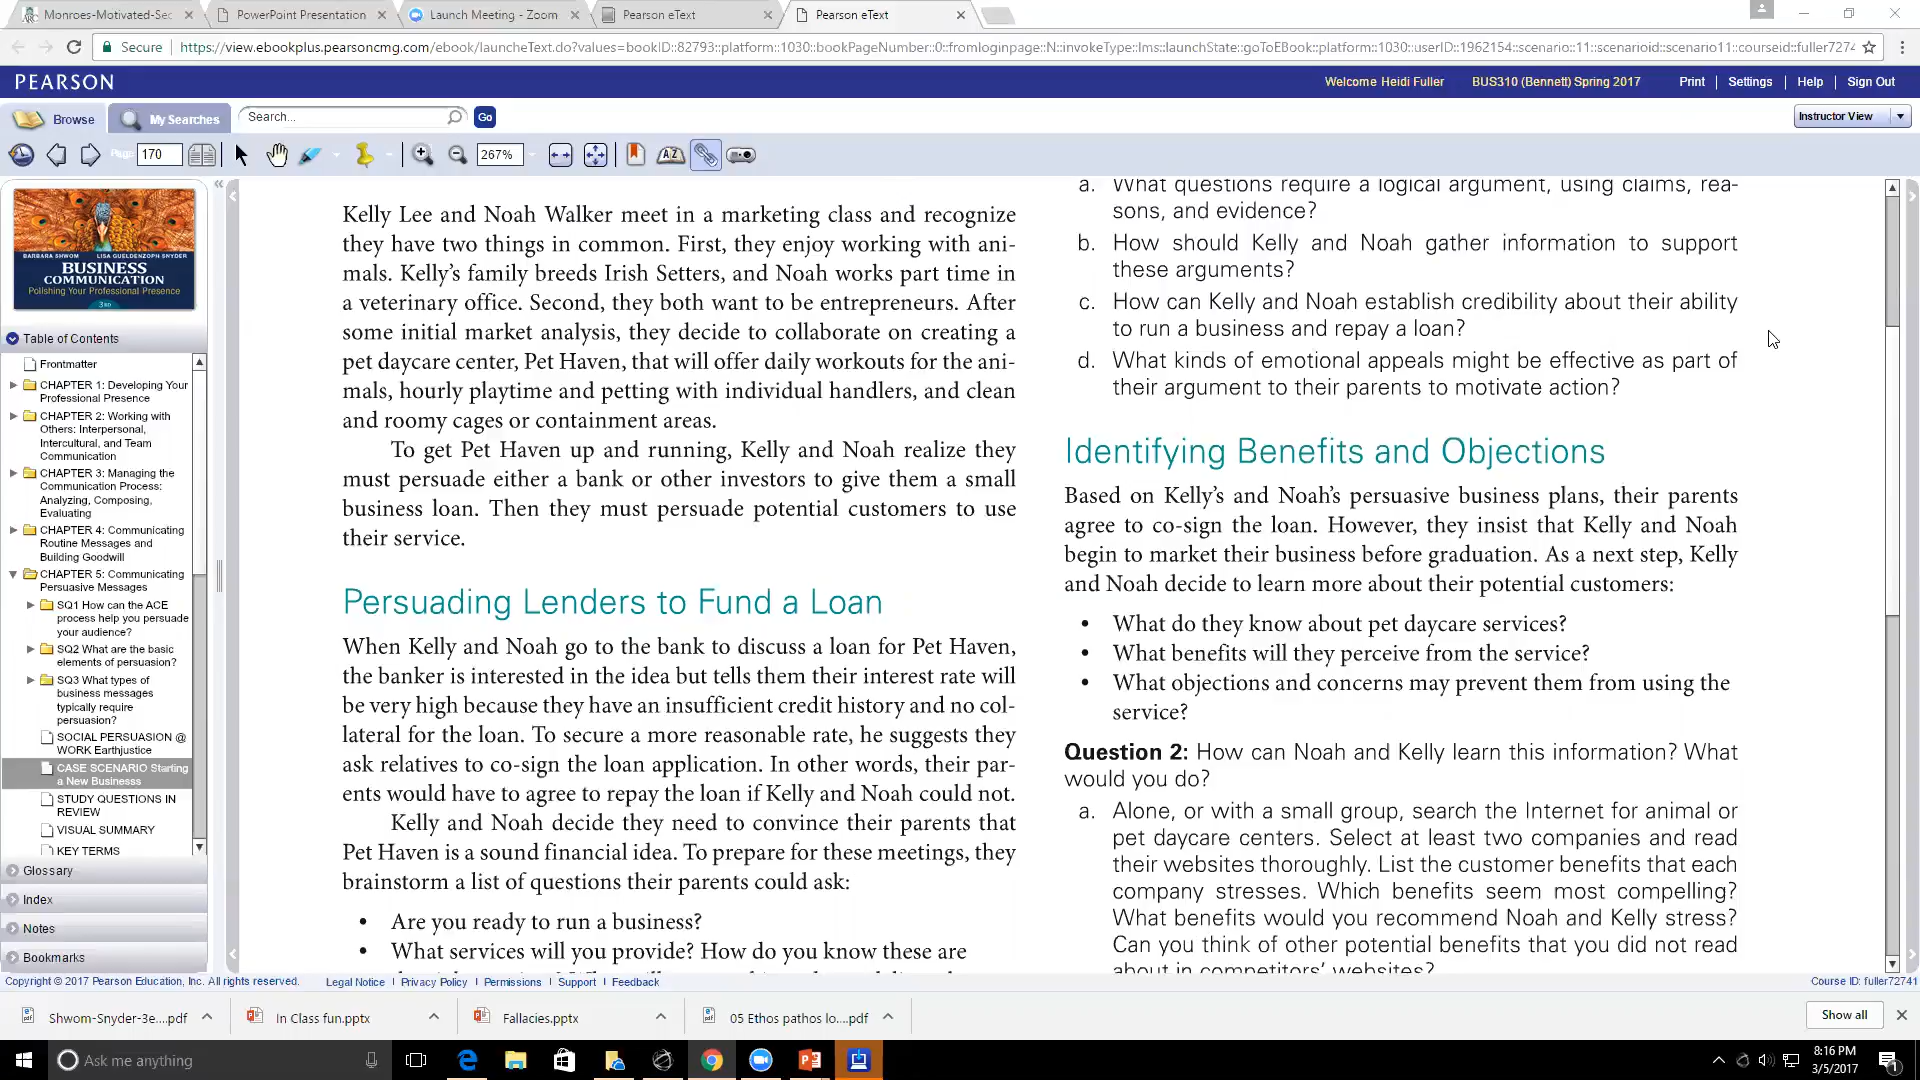 Monroes-Motivated-Sec
PowerPoint Presentation
Launch Meeting - Zoom
Pearson eText
Pearson eText
Secure
https://view.ebookplus.pearsoncmg.com/ebook/launcheText.do?values=bookID::82793::platform::1030::bookPageNumber::0::fromloginpage::N::invokeType::lms::launchState::goToEBook::platform::1030::userID::1962154::scenario::11::scenarioid::scenario11::courseid::fuller7274
PEARSON
Welcome Heidi Fuller
BUS310 (Bennett) Spring 2017
Print
Settings
Help
Sign Out
Browse
My Searches
Search...
Go
Instructor View
170
A/Z
267%
BARBARA SHWOM LISA GUELDENZOPH SNYDER
BUSINESS
COMMUNICATION
Polishing Your Professional Presence
3 RD
Table of Contents
Frontmatter
CHAPTER 1: Developing Your
Professional Presence
CHAPTER 2: Working with
Others: Interpersonal,
Intercultural, and Team
Communication
CHAPTER 3: Managing the
Communication Process:
Analyzing, Composing,
Evaluating
CHAPTER 4: Communicating
Routine Messages and
Building Goodwill
CHAPTER 5: Communicating
Persuasive Messages
SQ1 How can the ACE
process help you persuade
your audience?
SQ2 What are the basic
elements of persuasion?
SQ3 What types of
business messages
typically require
persuasion?
SOCIAL PERSUASION @
WORK Earthjustice
CASE SCENARIO Starting
a New Businesss
STUDY QUESTIONS IN
REVIEW
VISUAL SUMMARY
KEY TERMS
Glossary
Index
Notes
Bookmarks
Kelly Lee and Noah Walker meet in a marketing class and recognize
they have two things in common. First, they enjoy working with ani-
mals. Kelly's family breeds Irish Setters, and Noah works part time in
a veterinary office. Second, they both want to be entrepreneurs. After
some initial market analysis, they decide to collaborate on creating a
pet daycare center, Pet Haven, that will offer daily workouts for the ani-
mals, hourly playtime and petting with individual handlers, and clean
and roomy cages or containment areas.
To get Pet Haven up and running, Kelly and Noah realize they
must persuade either a bank or other investors to give them a small
business loan. Then they must persuade potential customers to use
their service.
Persuading Lenders to Fund a Loan
When Kelly and Noah go to the bank to discuss a loan for Pet Haven,
the banker is interested in the idea but tells them their interest rate will
be very high because they have an insufficient credit history and no col-
lateral for the loan. To secure a more reasonable rate, he suggests they
ask relatives to co-sign the loan application. In other words, their par-
ents would have to agree to repay the loan if Kelly and Noah could not.
Kelly and Noah decide they need to convince their parents that
Pet Haven is a sound financial idea. To prepare for these meetings, they
brainstorm a list of questions their parents could ask:
• Are you ready to run a business?
• What services will you provide? How do you know these are
a. What questions require a logical argument, using claims, rea-
sons, and evidence?
b. How should Kelly and Noah gather information to support
these arguments?
c. How can Kelly and Noah establish credibility about their ability
to run a business and repay a loan?
d. What kinds of emotional appeals might be effective as part of
their argument to their parents to motivate action?
Identifying Benefits and Objections
Based on Kelly's and Noah's persuasive business plans, their parents
agree to co-sign the loan. However, they insist that Kelly and Noah
begin to market their business before graduation. As a next step, Kelly
and Noah decide to learn more about their potential customers:
• What do they know about pet daycare services?
• What benefits will they perceive from the service?
• What objections and concerns may prevent them from using the
service?
Question 2: How can Noah and Kelly learn this information? What
would you do?
a. Alone, or with a small group, search the Internet for animal or
pet daycare centers. Select at least two companies and read
their websites thoroughly. List the customer benefits that each
company stresses. Which benefits seem most compelling?
What benefits would you recommend Noah and Kelly stress?
Can you think of other potential benefits that you did not read
about in competitors' websites?
Copyright © 2017 Pearson Education, Inc. All rights reserved.
Legal Notice | Privacy Policy | Permissions | Support | Feedback
Course ID: fuller72741
Shwom-Snyder-3e....pdf
In Class fun.pptx
Fallacies.pptx
05 Ethos pathos lo....pdf
Show all
Ask me anything
8:16 PM
3/5/2017